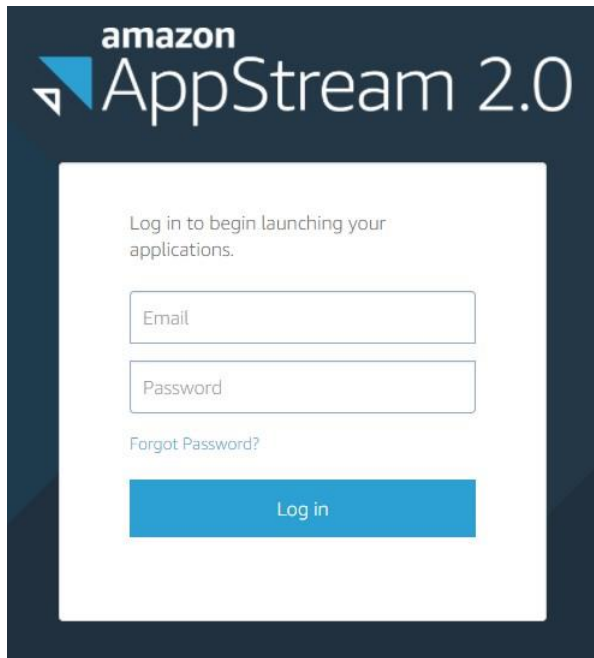 amazon
AppStream 2.0
Log in to begin launching your
applications.
Email
Password
Forgot Password?
Log in